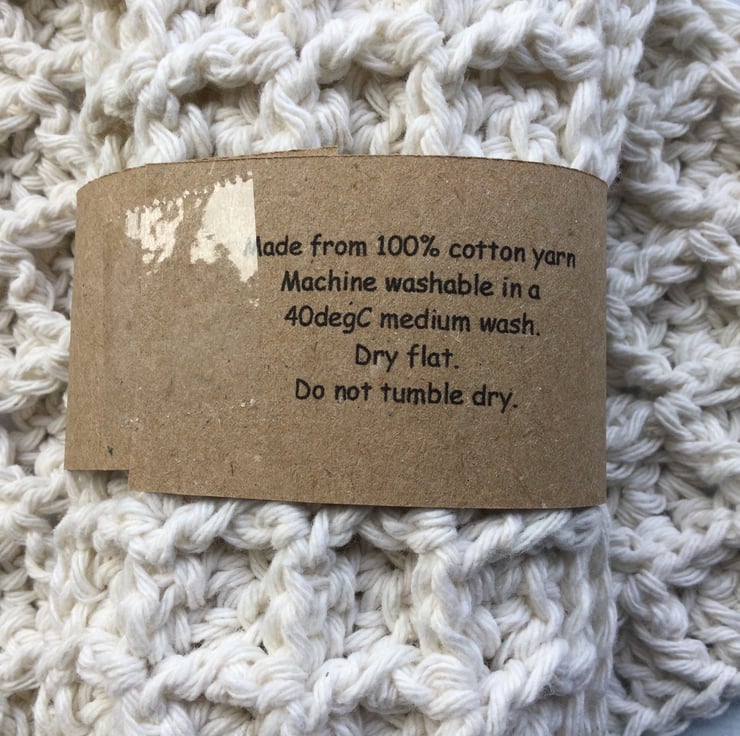 Made from 100% cotton yarn
Machine washable in a
40degC medium wash.
Dry flat.
Do not tumble dry.